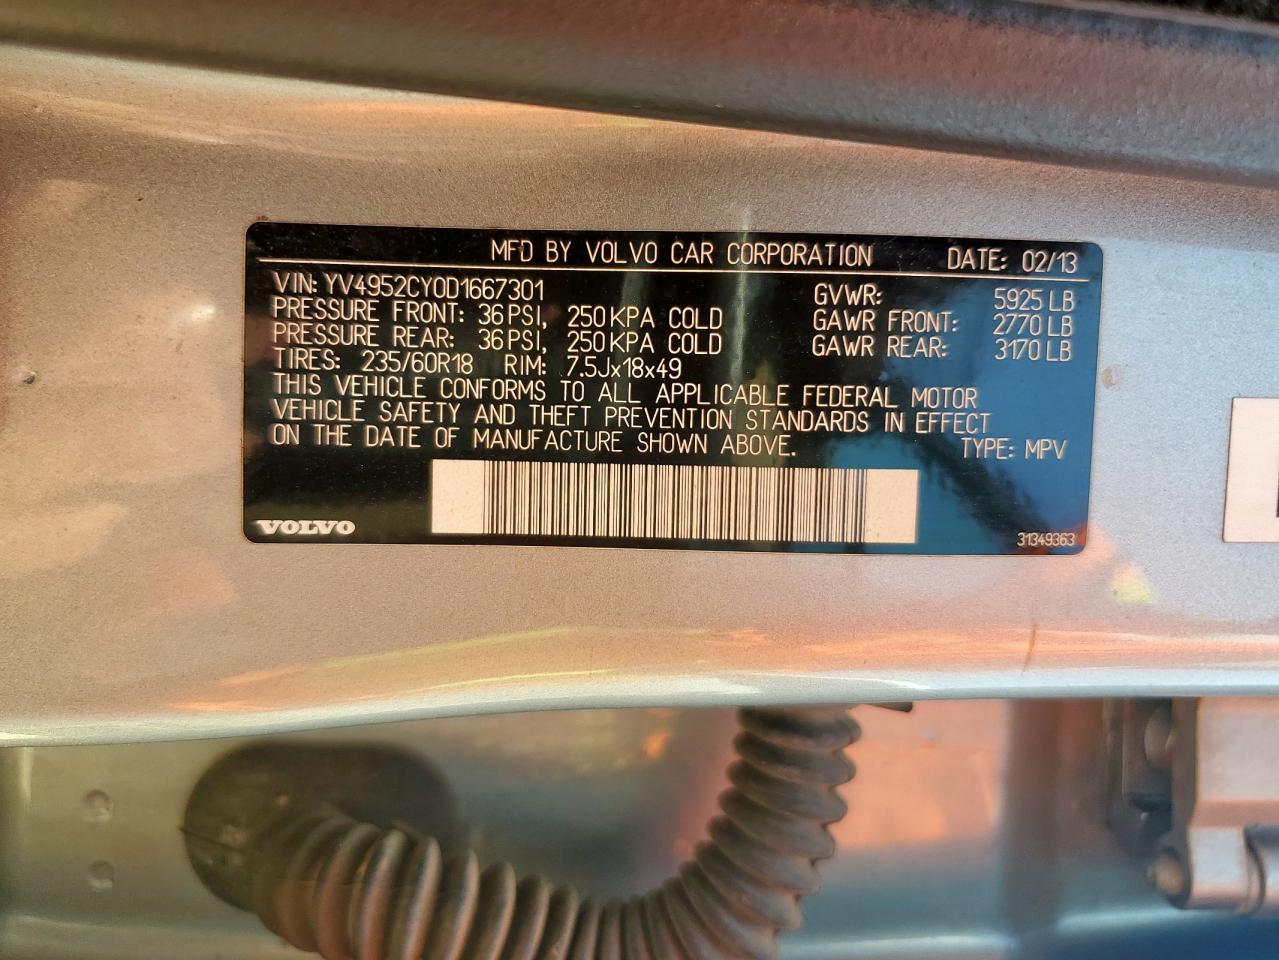 MFD BY VOLVO CAR CORPORATION DATE: 02/13
VIN: YV4952CY0D1667301 GVWR: 5925 LB
PRESSURE FRONT: 36 PSI, 250 KPA COLD GAWR FRONT: 2770 LB
PRESSURE REAR: 36 PSI, 250 KPA COLD GAWR REAR: 3170 LB
TIRES: 235/60R18 RIM: 7.5Jx18x49
THIS VEHICLE CONFORMS TO ALL APPLICABLE FEDERAL MOTOR
VEHICLE SAFETY AND THEFT PREVENTION STANDARDS IN EFFECT
ON THE DATE OF MANUFACTURE SHOWN ABOVE. TYPE: MPV
VOLVO 31349363